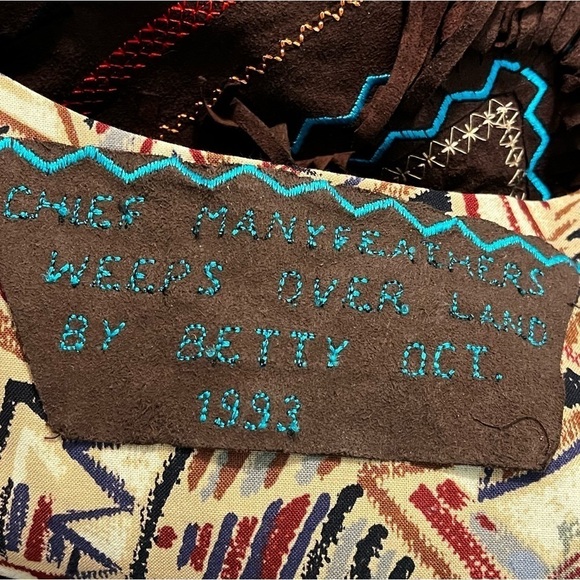 CHIEF MANYFEATHERS
WEEPS OVER LAND
BY BETTY OCT.
1993